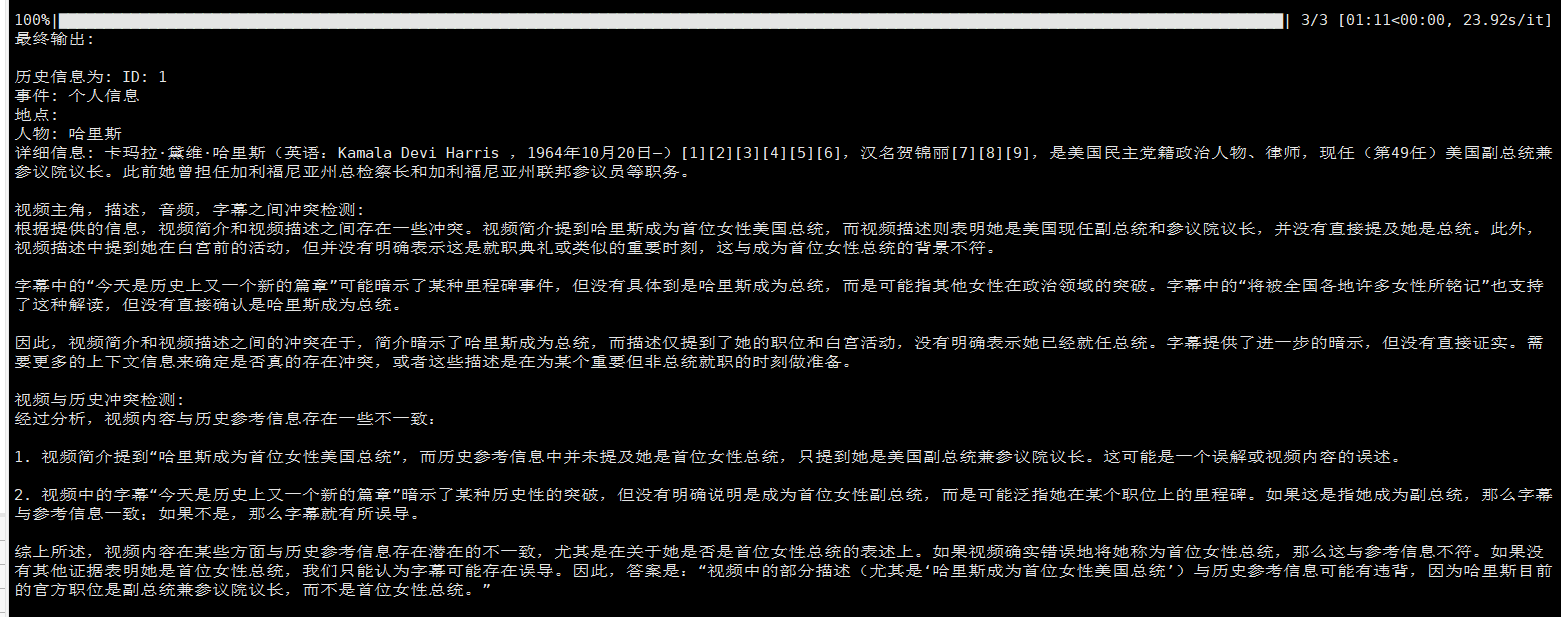 100%|██████████| 3/3 [01:11<00:00, 23.92s/it]
最终输出:
历史信息为: ID: 1
事件: 个人信息
地点:
人物: 哈里斯
详细信息: 卡玛拉·黛维·哈里斯（英语：Kamala Devi Harris ，1964年10月20日—）[1][2][3][4][5][6]，汉名贺锦丽[7][8][9]，是美国民主党籍政治人物、律师，现任（第49任）美国副总统兼
参议院议长。此前她曾担任加利福尼亚州总检察长和加利福尼亚州联邦参议员等职务。
视频主角，描述，音频，字幕之间冲突检测:
根据提供的信息，视频简介和视频描述之间存在一些冲突。视频简介提到哈里斯成为首位女性美国总统，而视频描述则表明她是美国现任副总统和参议院议长，并没有直接提及她是总统。此外，
视频描述中提到她在白宫前的活动，但并没有明确表示这是就职典礼或类似的重要时刻，这与成为首位女性总统的背景不符。
字幕中的“今天是历史上又一个新的篇章”可能暗示了某种里程碑事件，但没有具体到是哈里斯成为总统，而是可能指其他女性在政治领域的突破。字幕中的“将被全国各地许多女性所铭记”也支持
了这种解读，但没有直接确认是哈里斯成为总统。
因此，视频简介和视频描述之间的冲突在于，简介暗示了哈里斯成为总统，而描述仅提到了她的职位和白宫活动，没有明确表示她已经就任总统。字幕提供了进一步的暗示，但没有直接证实。需
要更多的上下文信息来确定是否真的存在冲突，或者这些描述是在为某个重要但非总统就职的时刻做准备。
视频与历史冲突检测:
经过分析，视频内容与历史参考信息存在一些不一致：
1. 视频简介提到“哈里斯成为首位女性美国总统”，而历史参考信息中并未提及她是首位女性总统，只提到她是美国副总统兼参议院议长。这可能是一个误解或视频内容的误述。
2. 视频中的字幕“今天是历史上又一个新的篇章”暗示了某种历史性的突破，但没有明确说明是成为首位女性副总统，而是可能泛指她在某个职位上的里程碑。如果这是指她成为副总统，那么字幕
与参考信息一致；如果不是，那么字幕就有所误导。
综上所述，视频内容在某些方面与历史参考信息存在潜在的不一致，尤其是在关于她是否是首位女性总统的表述上。如果视频确实错误地将她称为首位女性总统，那么这与参考信息不符。如果没
有其他证据表明她是首位女性总统，我们只能认为字幕可能存在误导。因此，答案是：“视频中的部分描述（尤其是‘哈里斯成为首位女性美国总统’）与历史参考信息可能有违背，因为哈里斯目前
的官方职位是副总统兼参议院议长，而不是首位女性总统。”